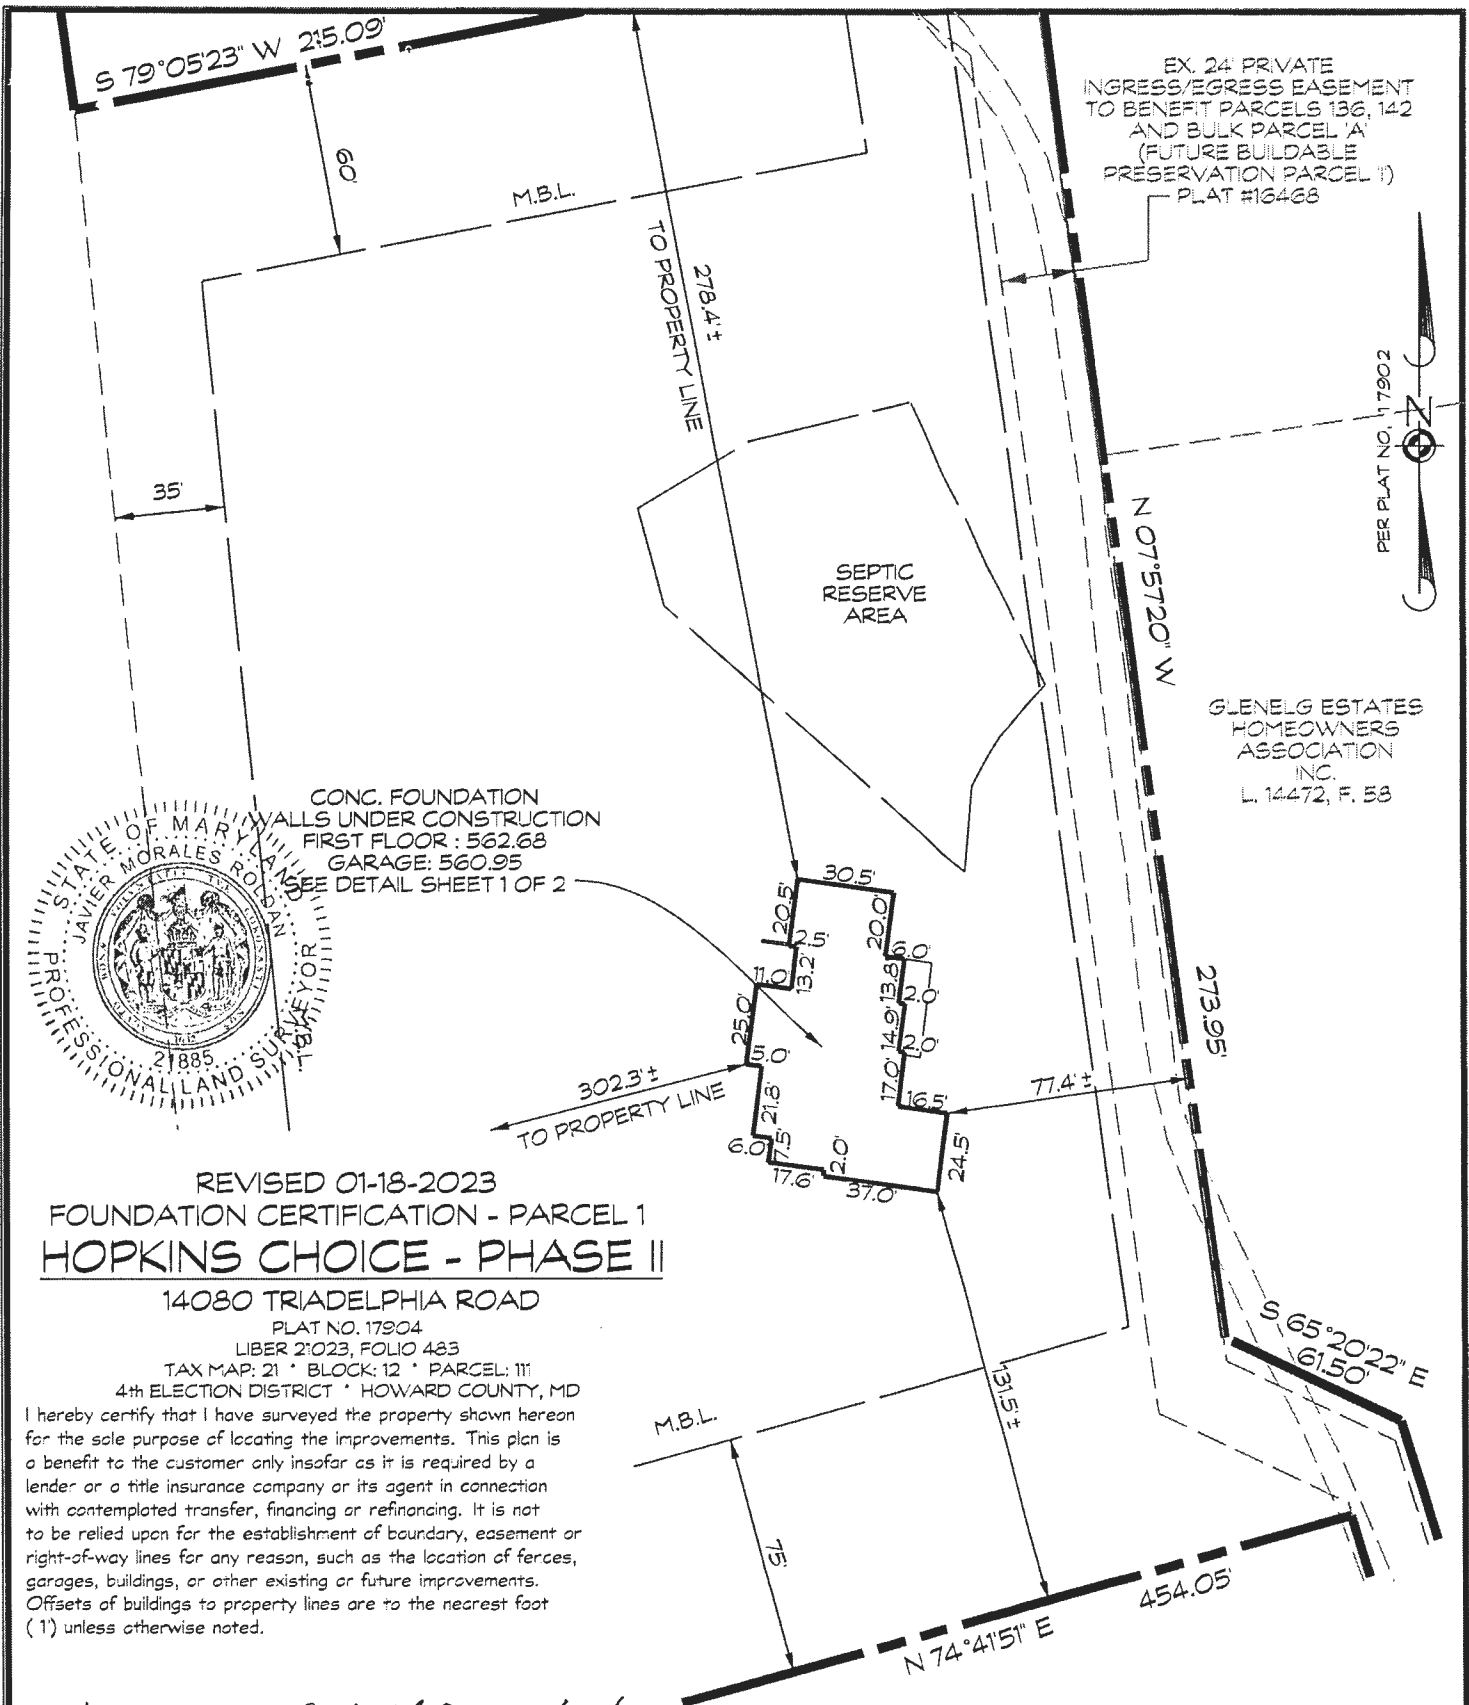 S 79°05'23" W 215.09'
60'
M.B.L.
278.4'±
TO PROPERTY LINE
EX. 24' PRIVATE
INGRESS/EGRESS EASEMENT
TO BENEFIT PARCELS 136, 142
AND BULK PARCEL 'A'
(FUTURE BUILDABLE
PRESERVATION PARCEL '1')
PLAT #16468
PER PLAT NO. 17902
N
35'
SEPTIC
RESERVE
AREA
N 07°57'20" W
273.95'
GLENELG ESTATES
HOMEOWNERS
ASSOCIATION
INC.
L. 14472, F. 58
CONC. FOUNDATION
WALLS UNDER CONSTRUCTION
FIRST FLOOR : 562.68
GARAGE: 560.95
SEE DETAIL SHEET 1 OF 2
STATE OF MARYLAND
JAVIER MORALES ROLDAN
21885
PROFESSIONAL LAND SURVEYOR
M.B.L.
30.5'
20.5'
20.0'
2.5'
6.0'
13.2'
13.8'
11.0'
2.0'
25.0'
14.9'
2.0'
5.0'
17.0'
16.5'
21.8'
24.5'
6.0'
7.5'
2.0'
17.6'
37.0'
302.3'±
TO PROPERTY LINE
77.4'±
REVISED 01-18-2023
FOUNDATION CERTIFICATION - PARCEL 1
HOPKINS CHOICE - PHASE II
14080 TRIADELPHIA ROAD
PLAT NO. 17904
LIBER 21023, FOLIO 483
TAX MAP: 21 * BLOCK: 12 * PARCEL: 111
4th ELECTION DISTRICT * HOWARD COUNTY, MD
I hereby certify that I have surveyed the property shown hereon
for the sole purpose of locating the improvements. This plan is
a benefit to the customer only insofar as it is required by a
lender or a title insurance company or its agent in connection
with contemplated transfer, financing or refinancing. It is not
to be relied upon for the establishment of boundary, easement or
right-of-way lines for any reason, such as the location of fences,
garages, buildings, or other existing or future improvements.
Offsets of buildings to property lines are to the nearest foot
( 1') unless otherwise noted.
S 65°20'22" E
61.50'
131.5'±
M.B.L.
75'
N 74°41'51" E
454.05'